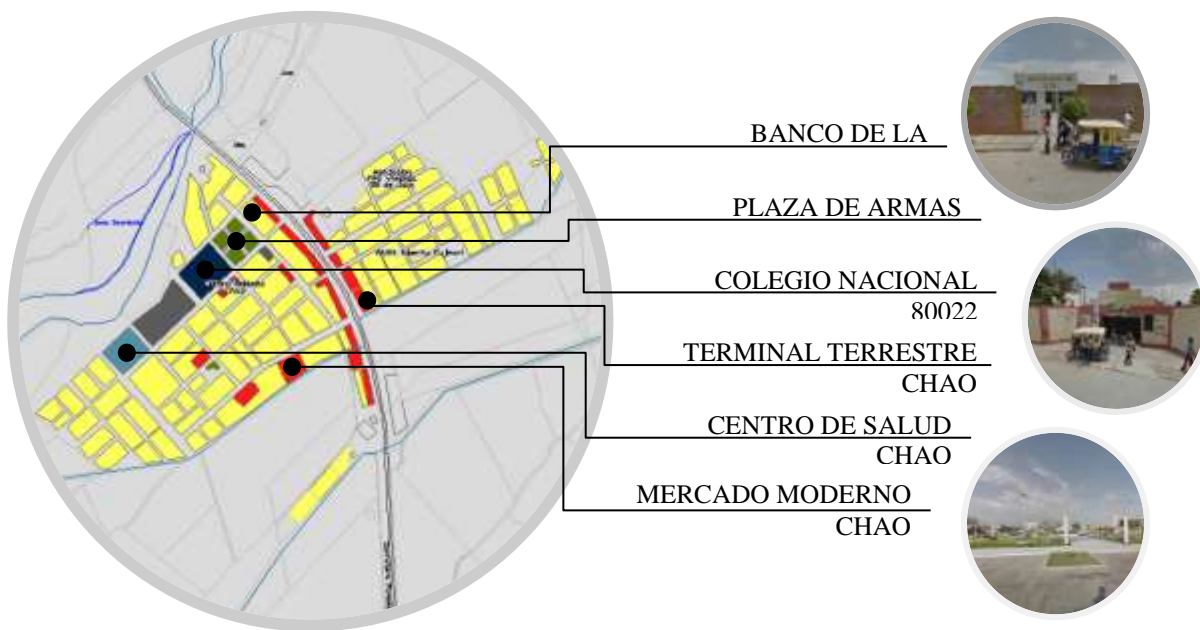 BANCO DE LA
PLAZA DE ARMAS
COLEGIO NACIONAL
80022
TERMINAL TERRESTRE
CHAO
CENTRO DE SALUD
CHAO
MERCADO MODERNO
CHAO